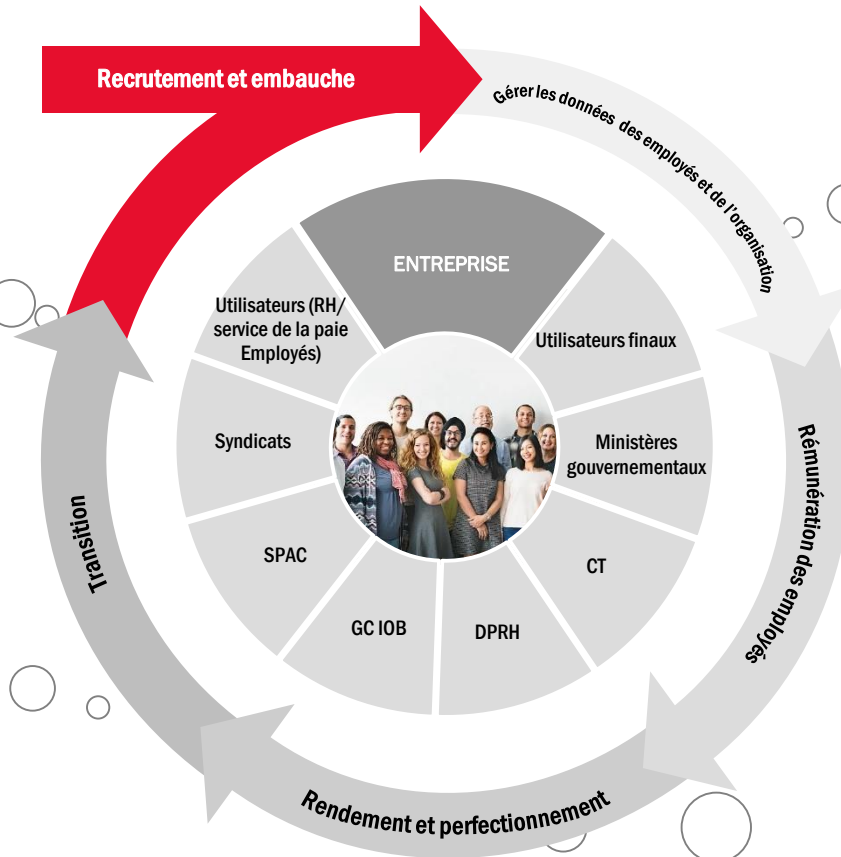 Recrutement et embauche
Gérer les données des employés et de l'organisation
Rémunération des employés
Rendement et perfectionnement
Transition
ENTREPRISE
Utilisateurs finaux
Ministères
gouvernementaux
CT
DPRH
GC IOB
SPAC
Syndicats
Utilisateurs (RH/
service de la paie
Employés)